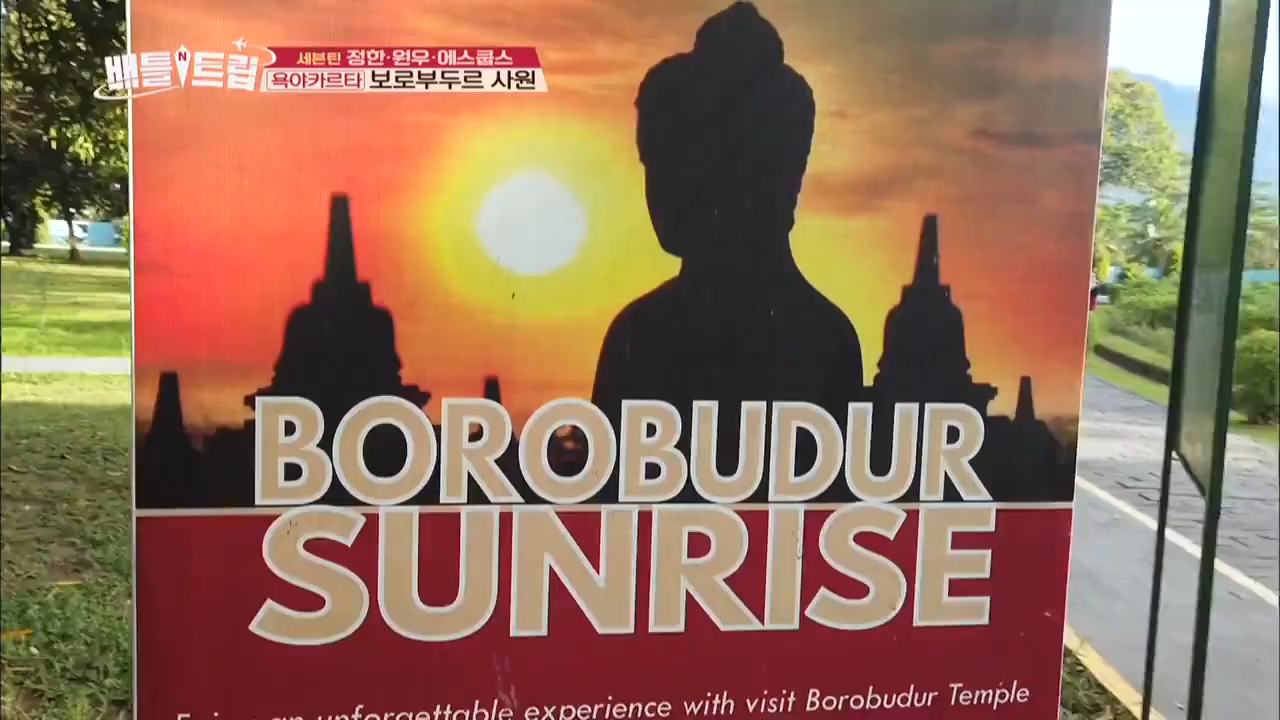 배틀트립
세븐틴 정한·원우·에스쿱스
욕야카르타 보로부두르 사원
BOROBUDUR
SUNRISE
an unforgettable experience with visit Borobudur Temple